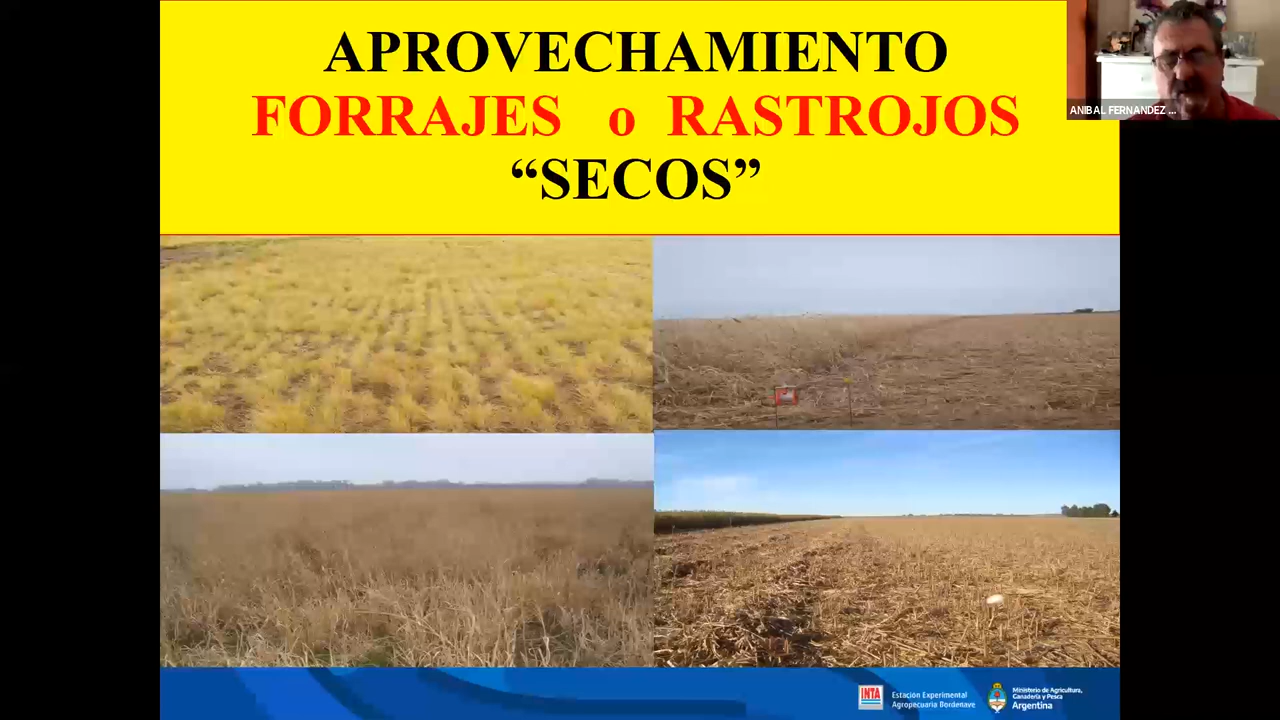 APROVECHAMIENTO
FORRAJES o RASTROJOS
“SECOS”
ANIBAL FERNANDEZ ...
INTA
Estación Experimental
Agropecuaria Bordenave
Ministerio de Agricultura,
Ganadería y Pesca
Argentina